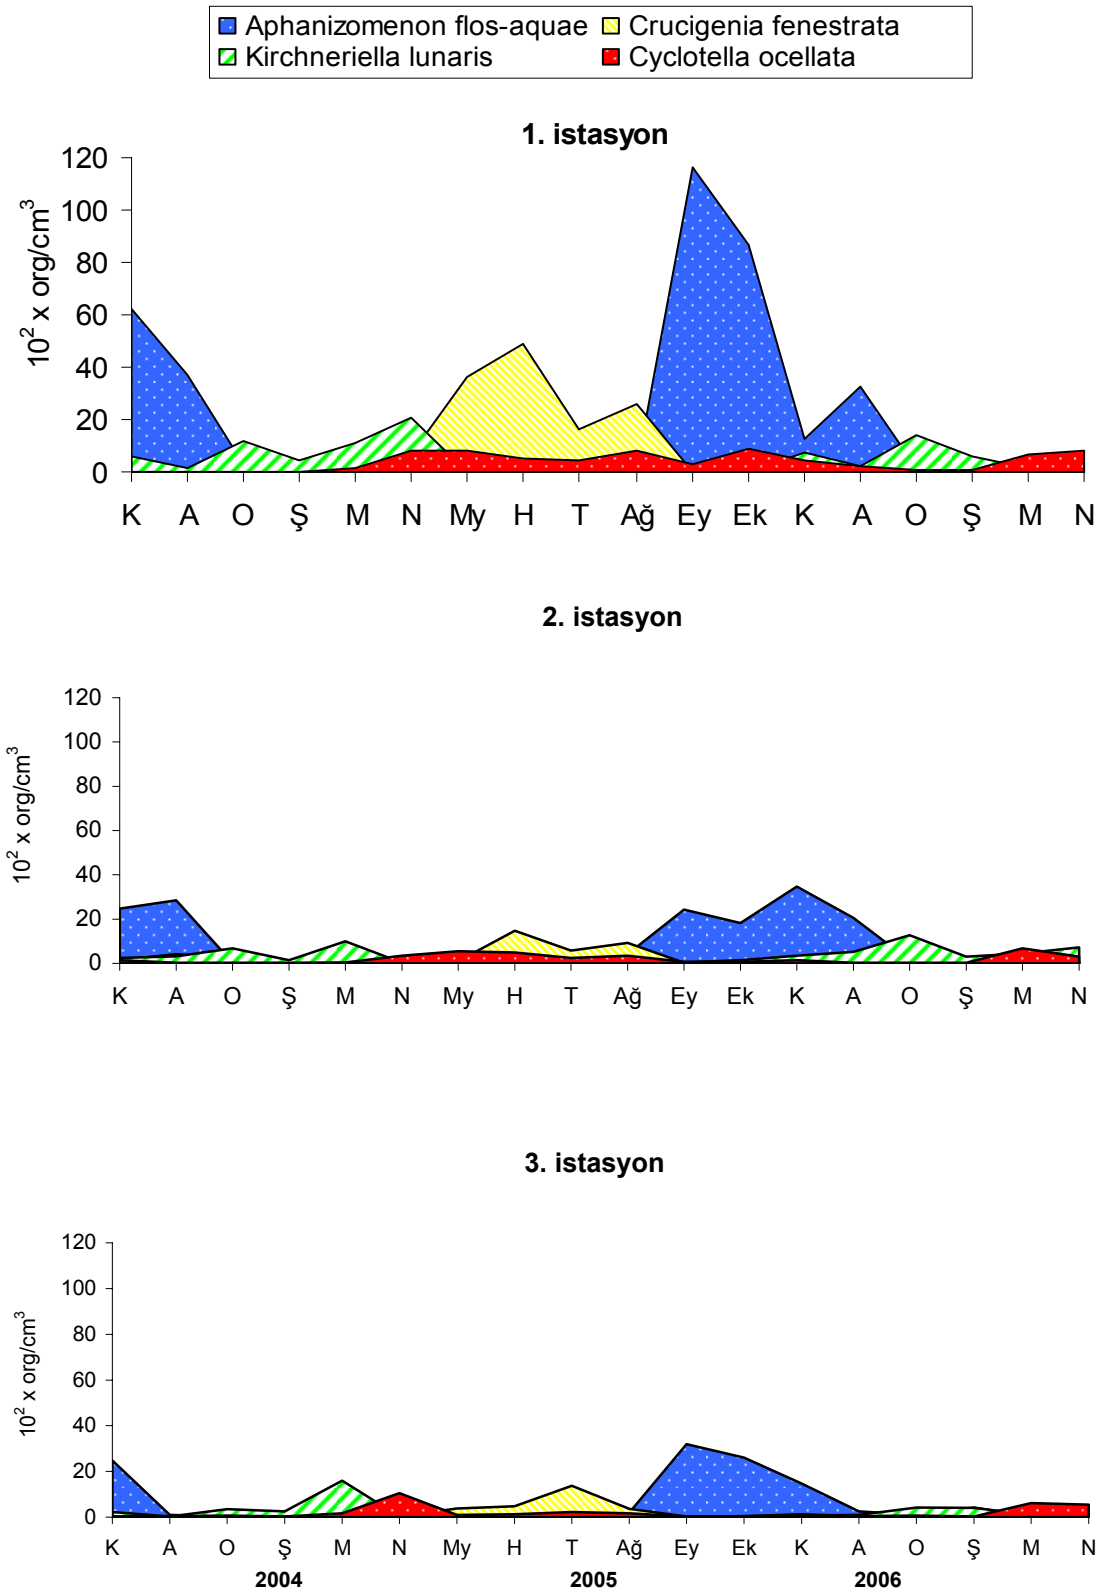 Aphanizomenon flos-aquae Crucigenia fenestrata
Kirchneriella lunaris Cyclotella ocellata
1. istasyon
10² x org/cm³
120
100
80
60
40
20
0
K A O Ş M N My H T Ağ Ey Ek K A O Ş M N
2. istasyon
10² x org/cm³
120
100
80
60
40
20
0
K A O Ş M N My H T Ağ Ey Ek K A O Ş M N
3. istasyon
10² x org/cm³
120
100
80
60
40
20
0
K A O Ş M N My H T Ağ Ey Ek K A O Ş M N
2004 2005 2006